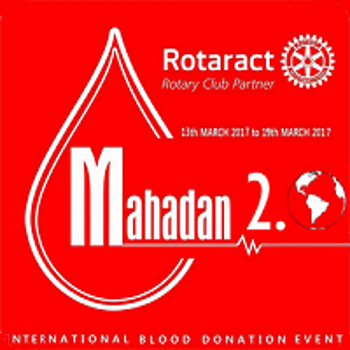 Rotaract
Rotary Club Partner
13th MARCH 2017 to 19th MARCH 2017
Mahadan 2.
INTERNATIONAL BLOOD DONATION EVENT